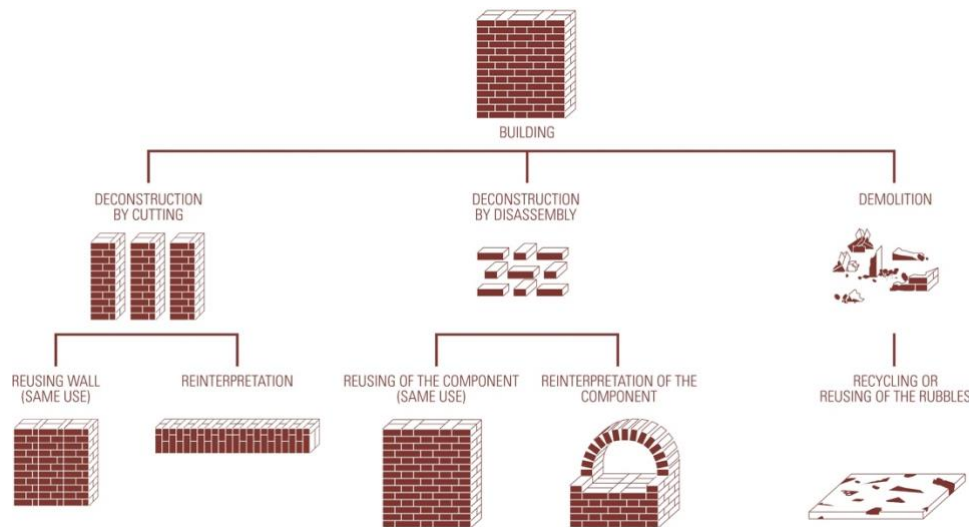 BUILDING
DECONSTRUCTION
BY CUTTING
DECONSTRUCTION
BY DISASSEMBLY
DEMOLITION
REUSING WALL
(SAME USE)
REINTERPRETATION
REUSING OF THE COMPONENT
(SAME USE)
REINTERPRETATION OF THE
COMPONENT
RECYCLING OR
REUSING OF THE RUBBLES